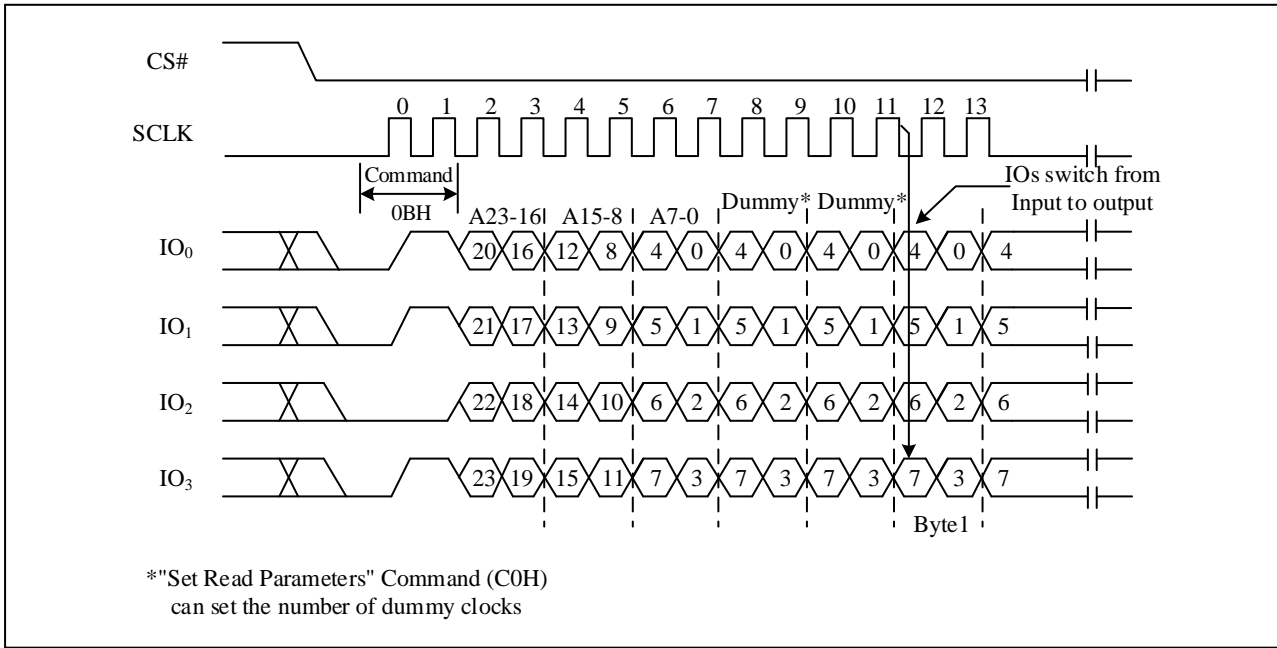 CS#
0 1 2 3 4 5 6 7 8 9 10 11 12 13
SCLK
Command
0BH
IOs switch from
Input to output
A23-16 A15-8 A7-0 Dummy* Dummy*
IO0 20 16 12 8 4 0 4 0 4 0 4 0 4
IO1 21 17 13 9 5 1 5 1 5 1 5 1 5
IO2 22 18 14 10 6 2 6 2 6 2 6 2 6
IO3 23 19 15 11 7 3 7 3 7 3 7 3 7
Byte1
*"Set Read Parameters" Command (C0H)
can set the number of dummy clocks